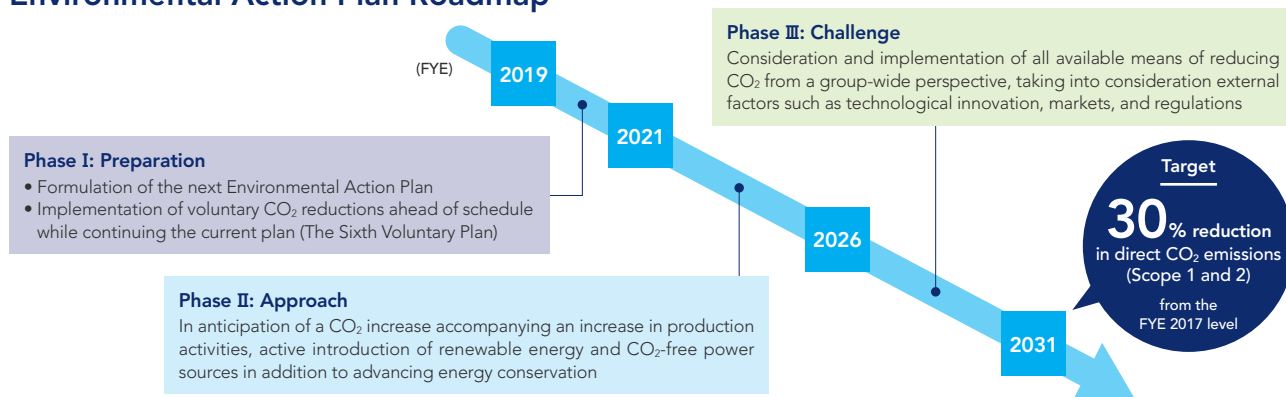 Environmental Action Plan Roadmap
(FYE)
2019
2021
2026
2031
Phase Ⅰ: Preparation
• Formulation of the next Environmental Action Plan
• Implementation of voluntary CO₂ reductions ahead of schedule
while continuing the current plan (The Sixth Voluntary Plan)
Phase Ⅱ: Approach
In anticipation of a CO₂ increase accompanying an increase in production
activities, active introduction of renewable energy and CO₂-free power
sources in addition to advancing energy conservation
Phase Ⅲ: Challenge
Consideration and implementation of all available means of reducing
CO₂ from a group-wide perspective, taking into consideration external
factors such as technological innovation, markets, and regulations
Target
30% reduction
in direct CO₂ emissions
(Scope 1 and 2)
from the
FYE 2017 level